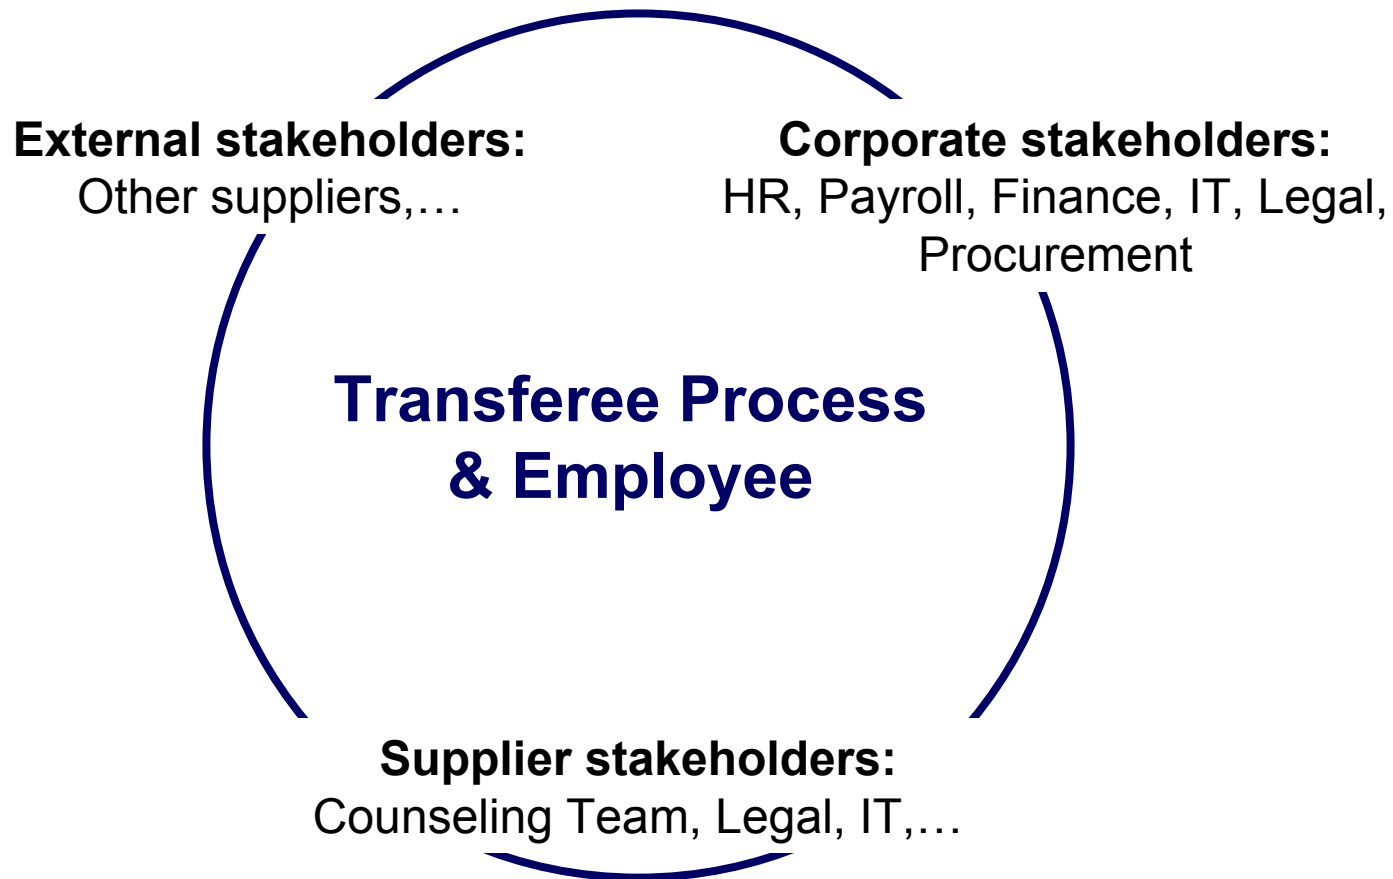 External stakeholders:
Other suppliers,…
Corporate stakeholders:
HR, Payroll, Finance, IT, Legal,
Procurement
Transferee Process
& Employee
Supplier stakeholders:
Counseling Team, Legal, IT,…